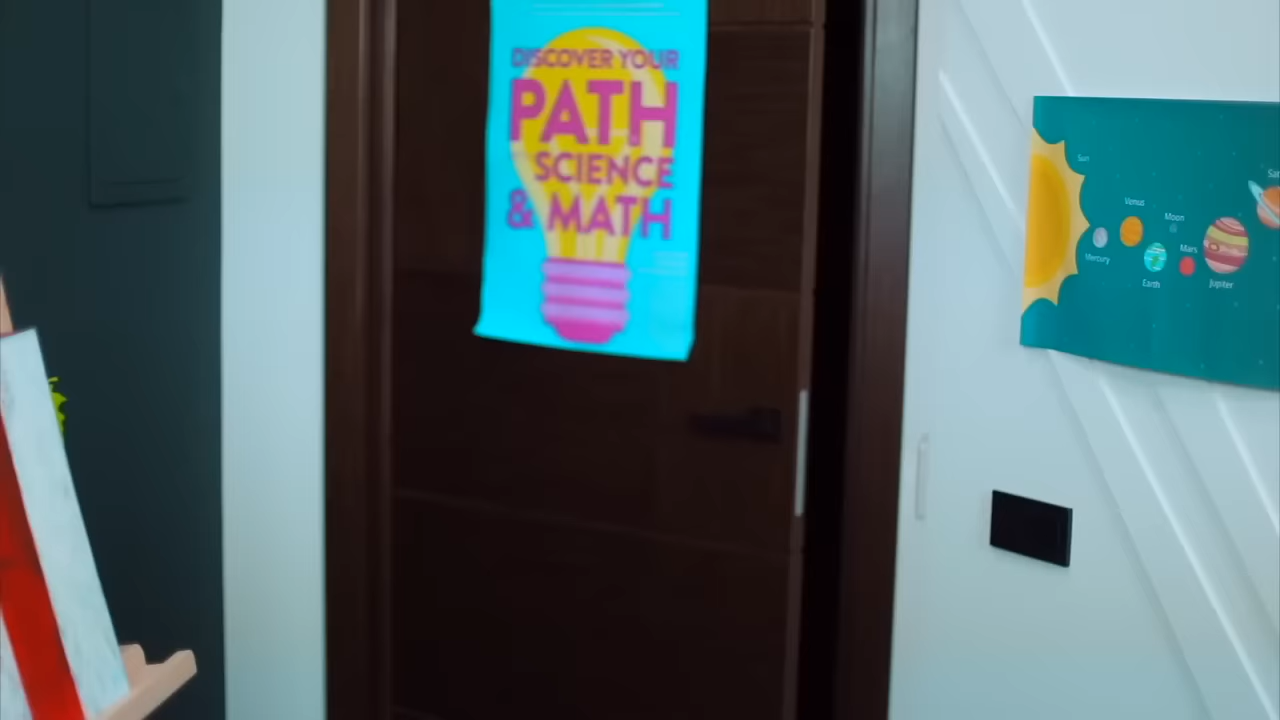 DISCOVER YOUR
PATH
SCIENCE
& MATH
Sun
Venus
Moon
Mercury
Mars
Earth
Jupiter